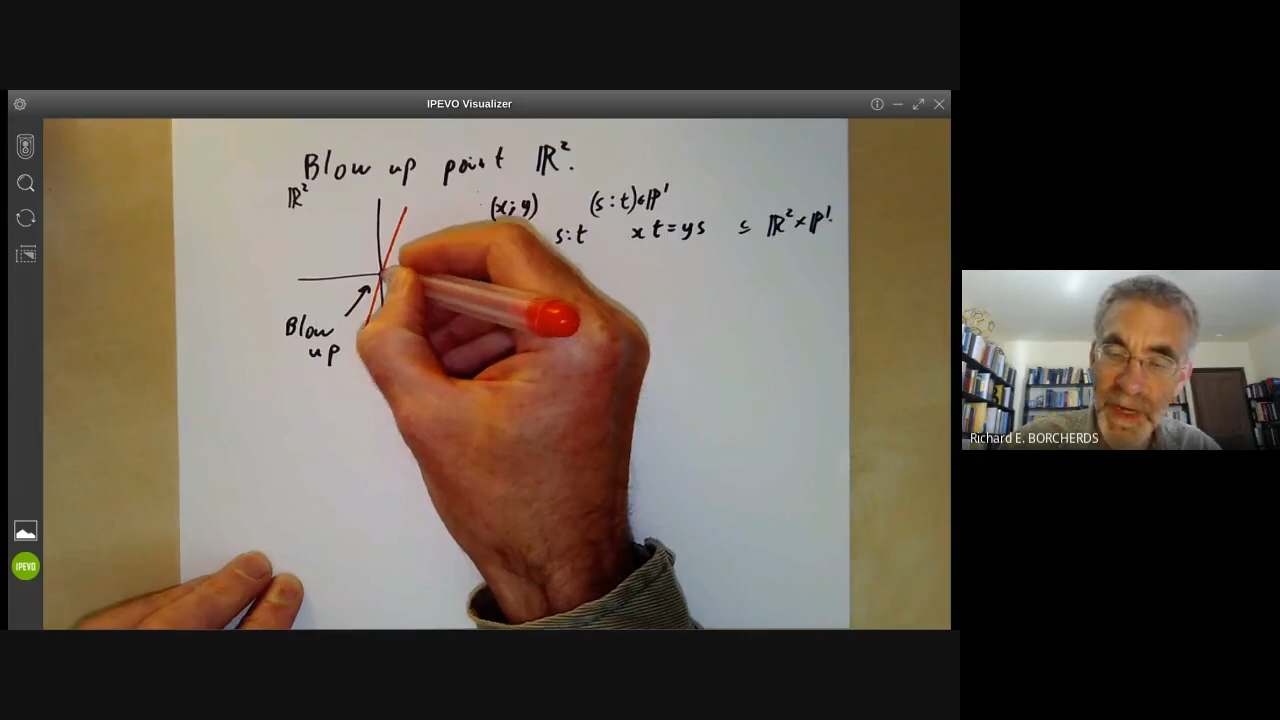 IPEVO Visualizer
Blow up point ℝ².
ℝ²
(x,y) (s:t)∈ℙ¹
s:t xt=ys ⊆ ℝ²×ℙ¹.
Blow
up
IPEVO
Richard E. BORCHERDS